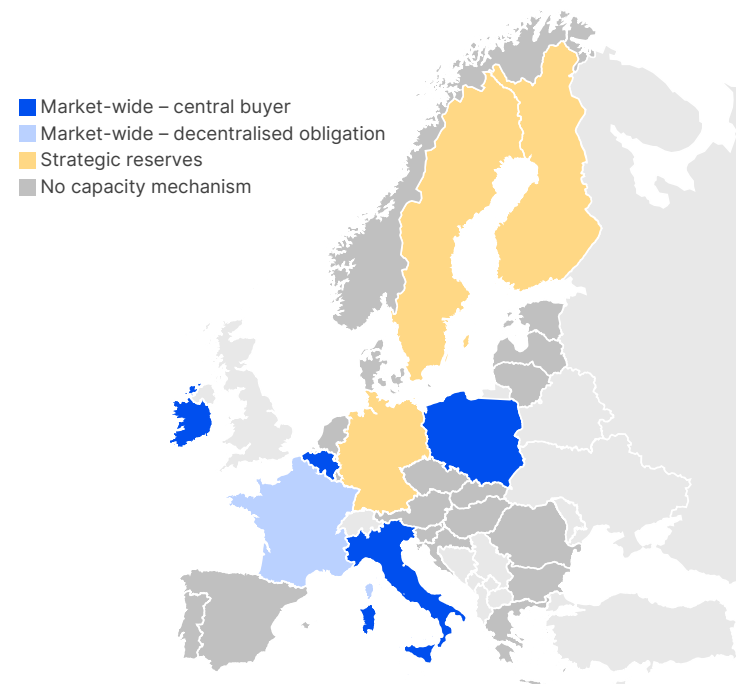 Market-wide – central buyer
Market-wide – decentralised obligation
Strategic reserves
No capacity mechanism